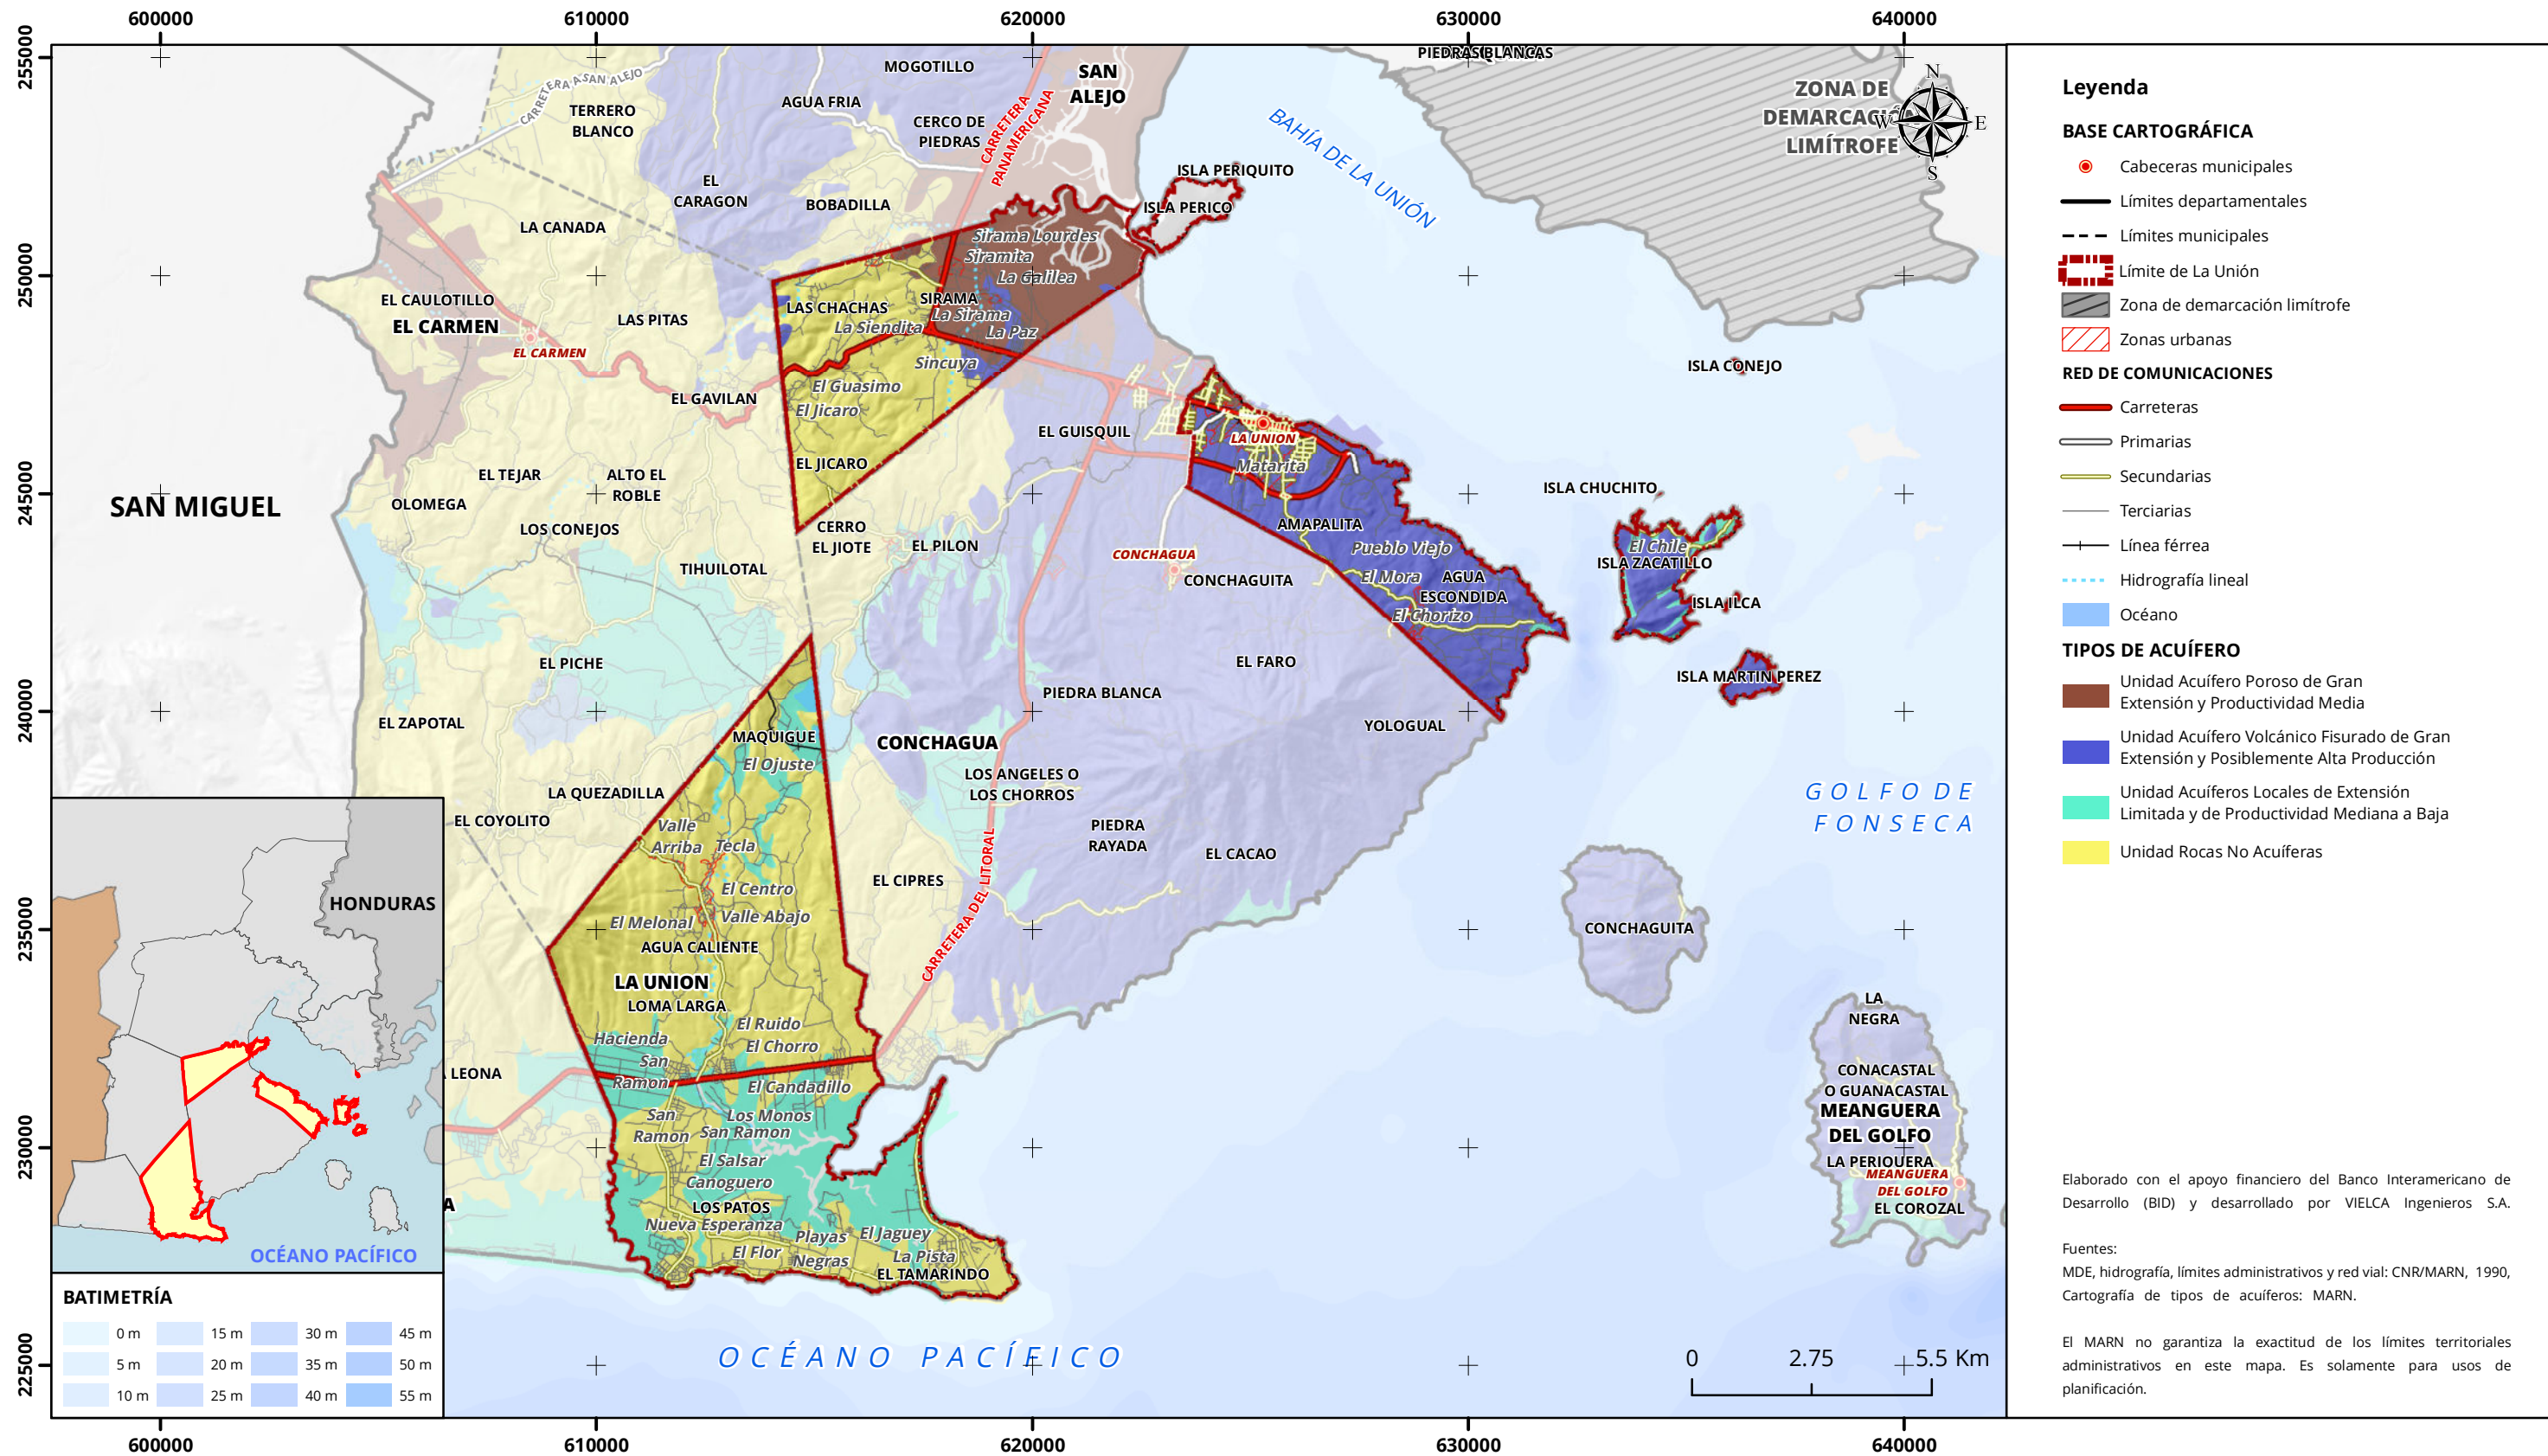 600000
610000
620000
630000
640000
255000
250000
245000
240000
235000
230000
225000
600000
610000
620000
630000
640000
PIEDRAS BLANCAS
MOGOTILLO
SAN
ALEJO
CARRETERA A SAN ALEJO
TERRERO
BLANCO
AGUA FRIA
CERCO DE
PIEDRAS
CARRETERA
PANAMERICANA
BAHÍA DE LA UNIÓN
ZONA DE
DEMARCACIÓN
LIMÍTROFE
N
W
E
S
ISLA PERIQUITO
ISLA PERICO
EL
CARAGON
BOBADILLA
LA CANADA
Sirama Lourdes
Siramita
La Galilea
EL CAULOTILLO
EL CARMEN
EL CARMEN
LAS PITAS
LAS CHACHAS
SIRAMA
La Sirama
La Siendita
La Paz
Sincuya
El Guasimo
El Jicaro
EL GAVILAN
EL GUISQUIL
LA UNION
Matarita
ISLA CONEJO
EL JICARO
EL TEJAR
ALTO EL
ROBLE
OLOMEGA
SAN MIGUEL
LOS CONEJOS
CERRO
EL JIOTE
EL PILON
AMAPALITA
ISLA CHUCHITO
CONCHAGUA
Pueblo Viejo
El Chile
ISLA ZACATILLO
TIHUILOTAL
CONCHAGUITA
El Mora
AGUA
ESCONDIDA
El Chorizo
ISLA ILCA
EL PICHE
EL FARO
ISLA MARTIN PEREZ
PIEDRA BLANCA
EL ZAPOTAL
YOLOGUAL
MAQUIGUE
CONCHAGUA
El Ojuste
LOS ANGELES O
LOS CHORROS
LA QUEZADILLA
GOLFO DE
FONSECA
EL COYOLITO
Valle
Arriba
Tecla
PIEDRA
RAYADA
EL CACAO
CARRETERA DEL LITORAL
El Centro
EL CIPRES
El Melonal
Valle Abajo
CONCHAGUITA
AGUA CALIENTE
LA UNION
LOMA LARGA
LA
NEGRA
El Ruido
Hacienda
San
Ramon
El Chorro
LEONA
El Candadillo
CONACASTAL
O GUANACASTAL
MEANGUERA
DEL GOLFO
San
Ramon
Los Monos
San Ramon
LA PERIQUERA
MEANGUERA
DEL GOLFO
EL COROZAL
El Salsar
Canoguero
A
LOS PATOS
Nueva Esperanza
El Flor
Playas
Negras
El Jaguey
La Pista
EL TAMARINDO
OCÉANO PACÍFICO
0 2.75 5.5 Km
HONDURAS
OCÉANO PACÍFICO
BATIMETRÍA
0 m 15 m 30 m 45 m
5 m 20 m 35 m 50 m
10 m 25 m 40 m 55 m
Leyenda
BASE CARTOGRÁFICA
Cabeceras municipales
Límites departamentales
Límites municipales
Límite de La Unión
Zona de demarcación limítrofe
Zonas urbanas
RED DE COMUNICACIONES
Carreteras
Primarias
Secundarias
Terciarias
Línea férrea
Hidrografía lineal
Océano
TIPOS DE ACUÍFERO
Unidad Acuífero Poroso de Gran
Extensión y Productividad Media
Unidad Acuífero Volcánico Fisurado de Gran
Extensión y Posiblemente Alta Producción
Unidad Acuíferos Locales de Extensión
Limitada y de Productividad Mediana a Baja
Unidad Rocas No Acuíferas
Elaborado con el apoyo financiero del Banco Interamericano de
Desarrollo (BID) y desarrollado por VIELCA Ingenieros S.A.
Fuentes:
MDE, hidrografía, límites administrativos y red vial: CNR/MARN, 1990,
Cartografía de tipos de acuíferos: MARN.
El MARN no garantiza la exactitud de los límites territoriales
administrativos en este mapa. Es solamente para usos de
planificación.